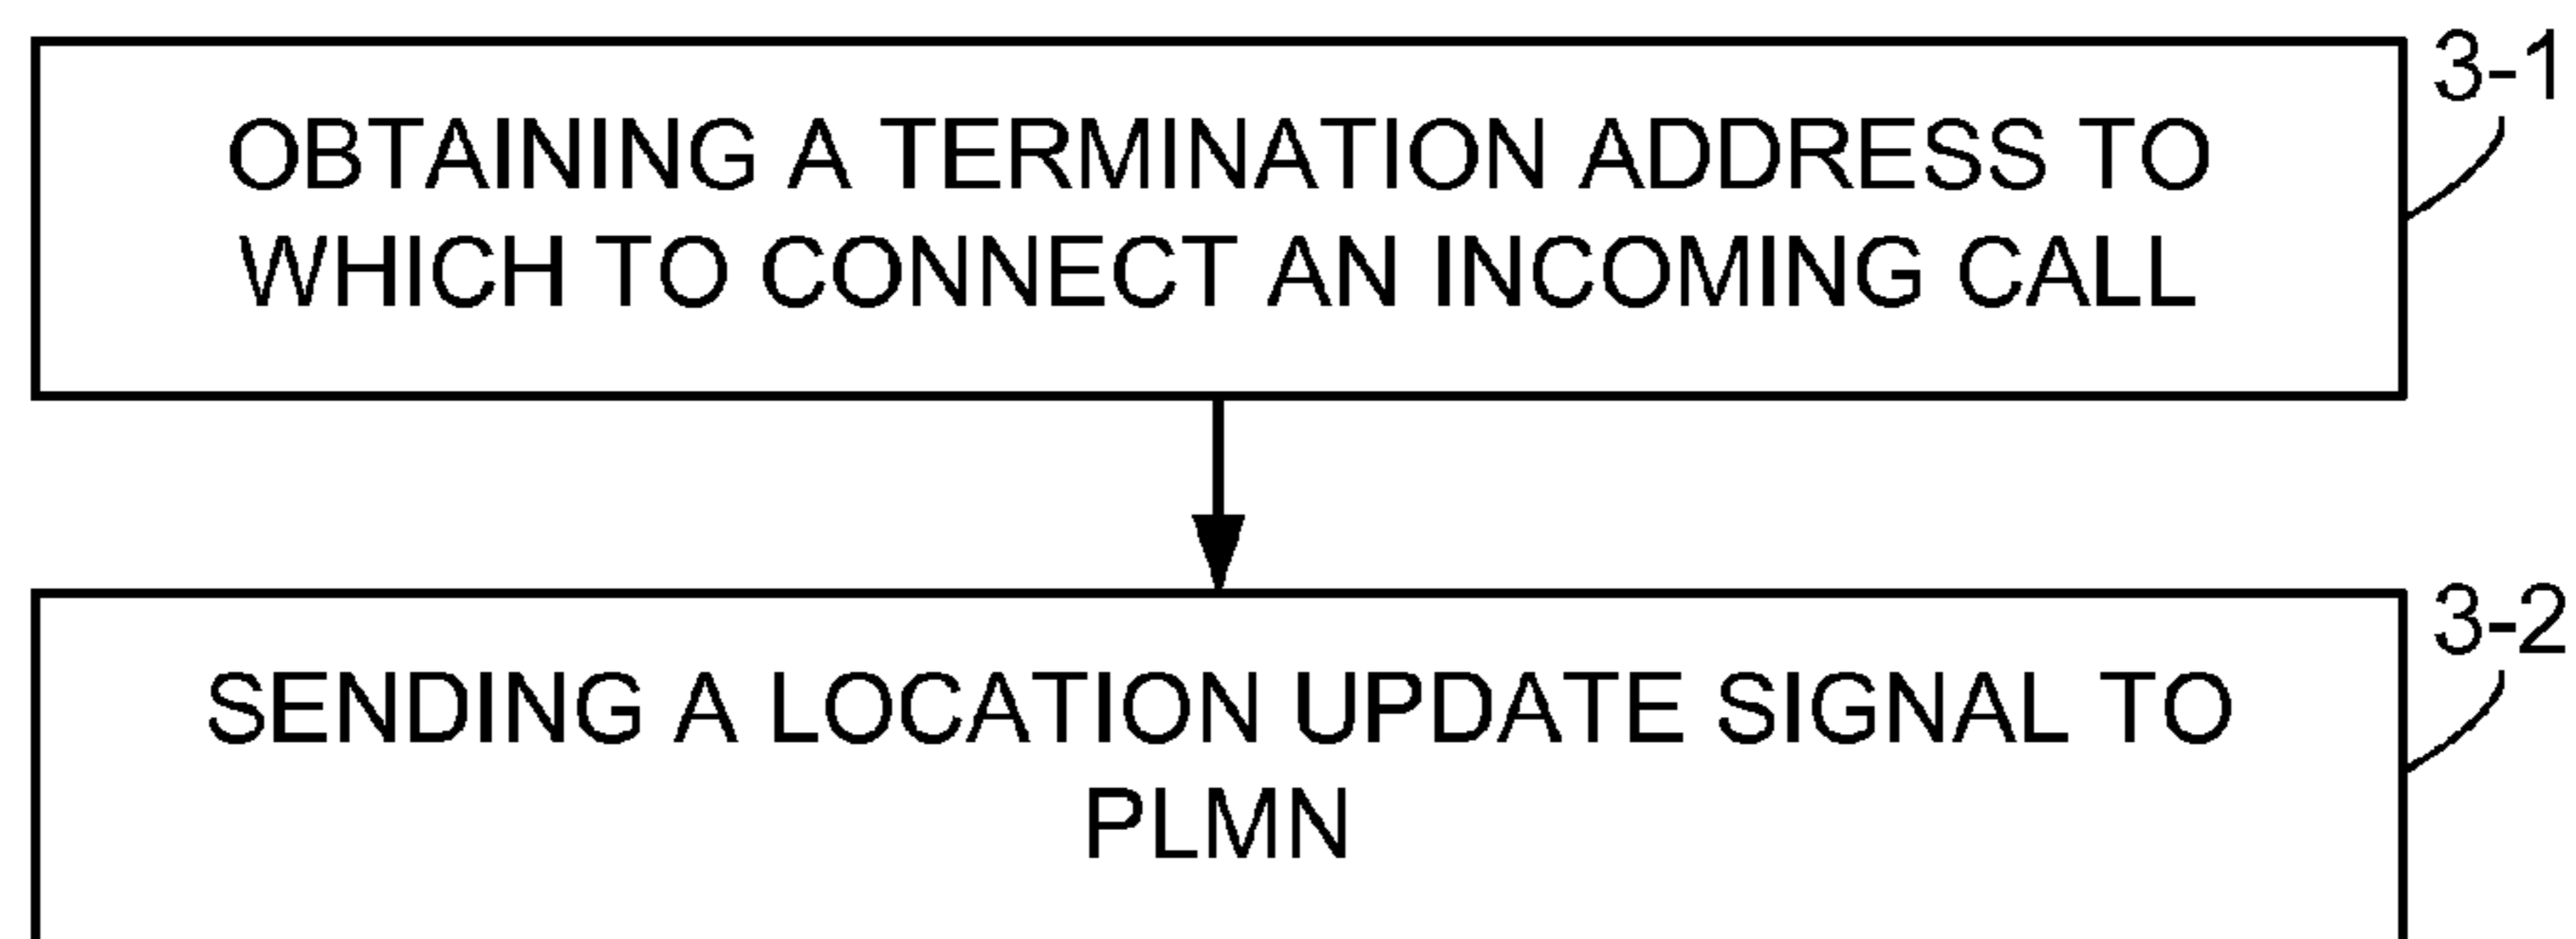 3-1
OBTAINING A TERMINATION ADDRESS TO
WHICH TO CONNECT AN INCOMING CALL
3-2
SENDING A LOCATION UPDATE SIGNAL TO
PLMN